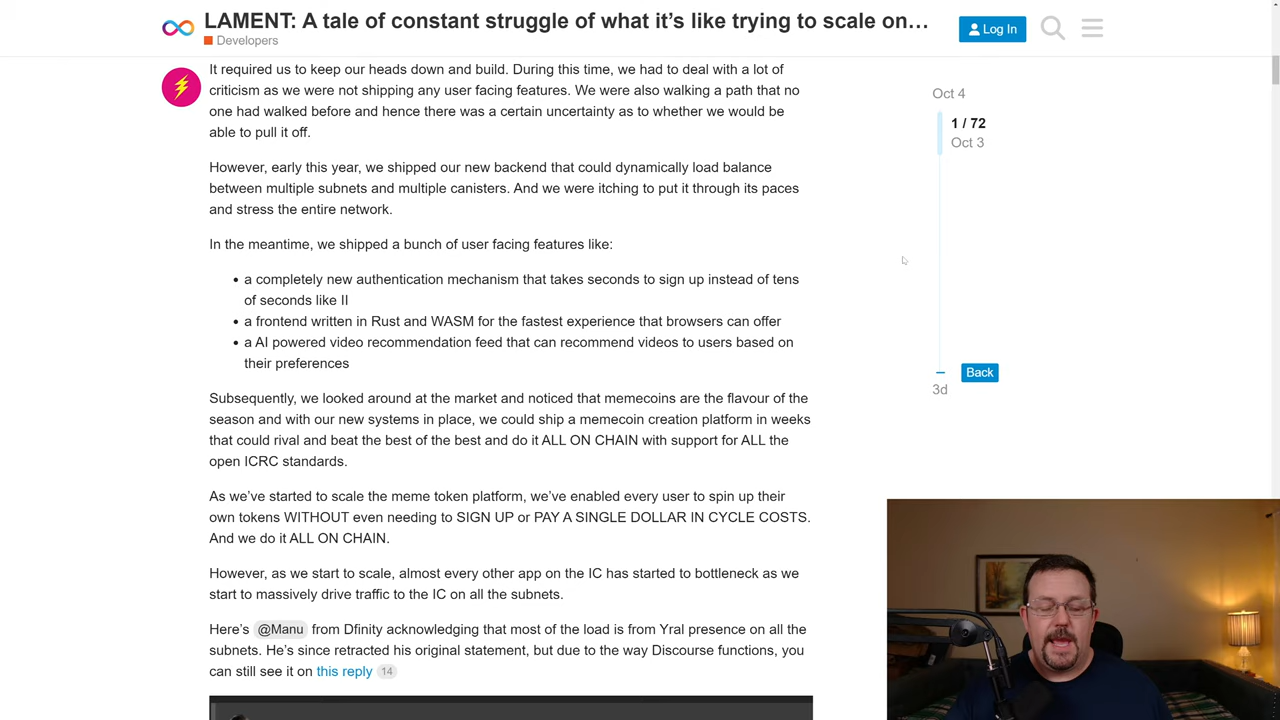 LAMENT: A tale of constant struggle of what it’s like trying to scale on…
Developers
Log In
It required us to keep our heads down and build. During this time, we had to deal with a lot of
criticism as we were not shipping any user facing features. We were also walking a path that no
one had walked before and hence there was a certain uncertainty as to whether we would be
able to pull it off.
However, early this year, we shipped our new backend that could dynamically load balance
between multiple subnets and multiple canisters. And we were itching to put it through its paces
and stress the entire network.
In the meantime, we shipped a bunch of user facing features like:
• a completely new authentication mechanism that takes seconds to sign up instead of tens
of seconds like II
• a frontend written in Rust and WASM for the fastest experience that browsers can offer
• a AI powered video recommendation feed that can recommend videos to users based on
their preferences
Subsequently, we looked around at the market and noticed that memecoins are the flavour of the
season and with our new systems in place, we could ship a memecoin creation platform in weeks
that could rival and beat the best of the best and do it ALL ON CHAIN with support for ALL the
open ICRC standards.
As we’ve started to scale the meme token platform, we’ve enabled every user to spin up their
own tokens WITHOUT even needing to SIGN UP or PAY A SINGLE DOLLAR IN CYCLE COSTS.
And we do it ALL ON CHAIN.
However, as we start to scale, almost every other app on the IC has started to bottleneck as we
start to massively drive traffic to the IC on all the subnets.
Here’s @Manu from Dfinity acknowledging that most of the load is from Yral presence on all the
subnets. He’s since retracted his original statement, but due to the way Discourse functions, you
can still see it on this reply 14
Oct 4
1 / 72
Oct 3
Back
3d